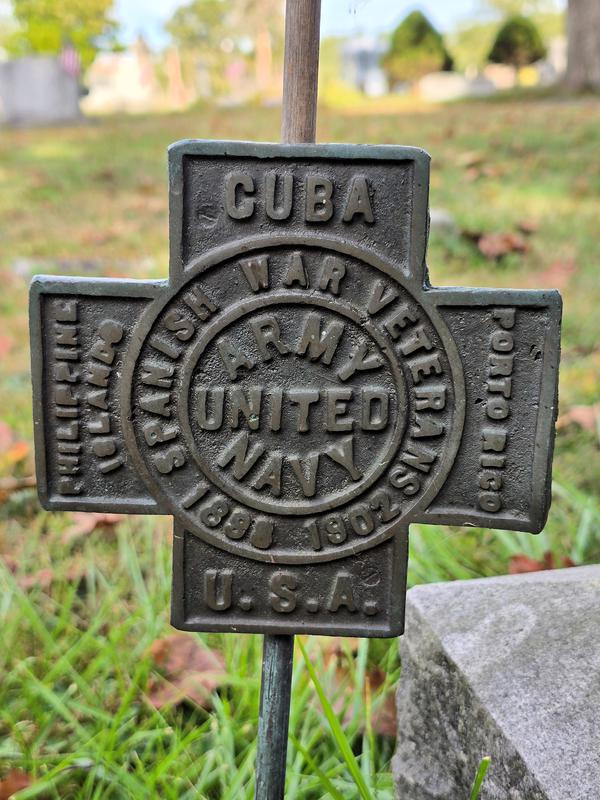 CUBA
SPANISH WAR VETERANS
ARMY
UNITED
NAVY
1898 1902
PHILIPPINE
ISLANDS
PORTO RICO
U.S.A.